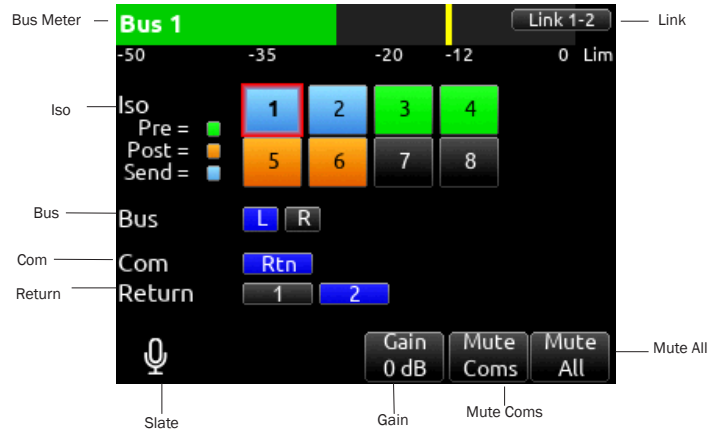 Bus Meter
Bus 1
Link 1-2
Link
-50 -35 -20 -12 0 Lim
Iso
Iso
1 2 3 4
Pre =
Post =
Send =
5 6 7 8
Bus
Bus
L R
Com
Com
Rtn
Return
Return
1 2
Gain
0 dB
Mute
Coms
Mute
All
Mute All
Slate
Gain
Mute Coms